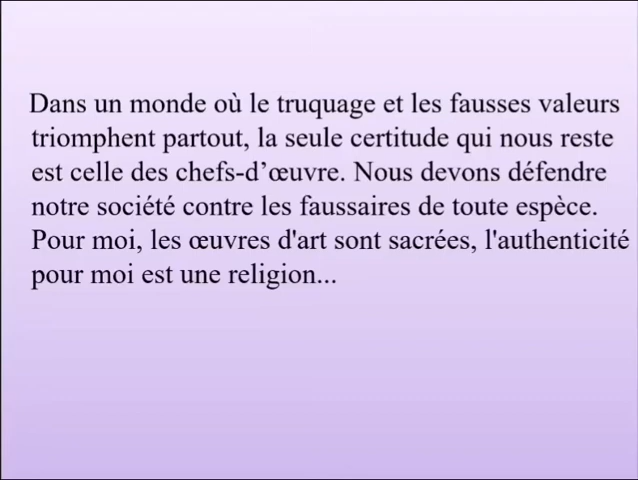 Dans un monde où le truquage et les fausses valeurs
triomphent partout, la seule certitude qui nous reste
est celle des chefs-d’œuvre. Nous devons défendre
notre société contre les faussaires de toute espèce.
Pour moi, les œuvres d'art sont sacrées, l'authenticité
pour moi est une religion...